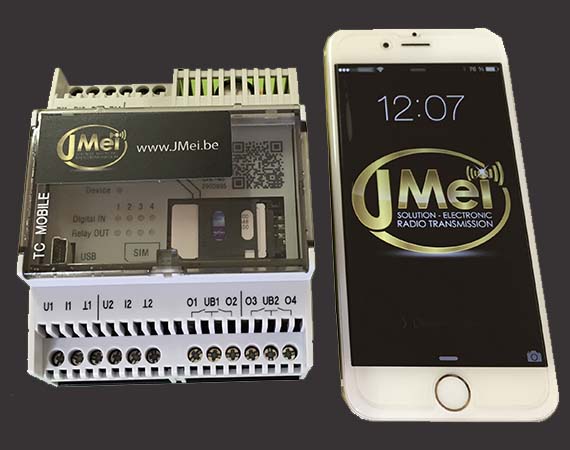 JMei
www.JMei.be
2903805
TC MOBILE
Device
1 2 3 4
Digital IN
Relay OUT
USB
SIM
U1 I1 ⊥1 U2 I2 ⊥2 O1 UB1 O2 O3 UB2 O4
76 %
12:07
JMei
SOLUTION - ELECTRONIC
RADIO TRANSMISSION